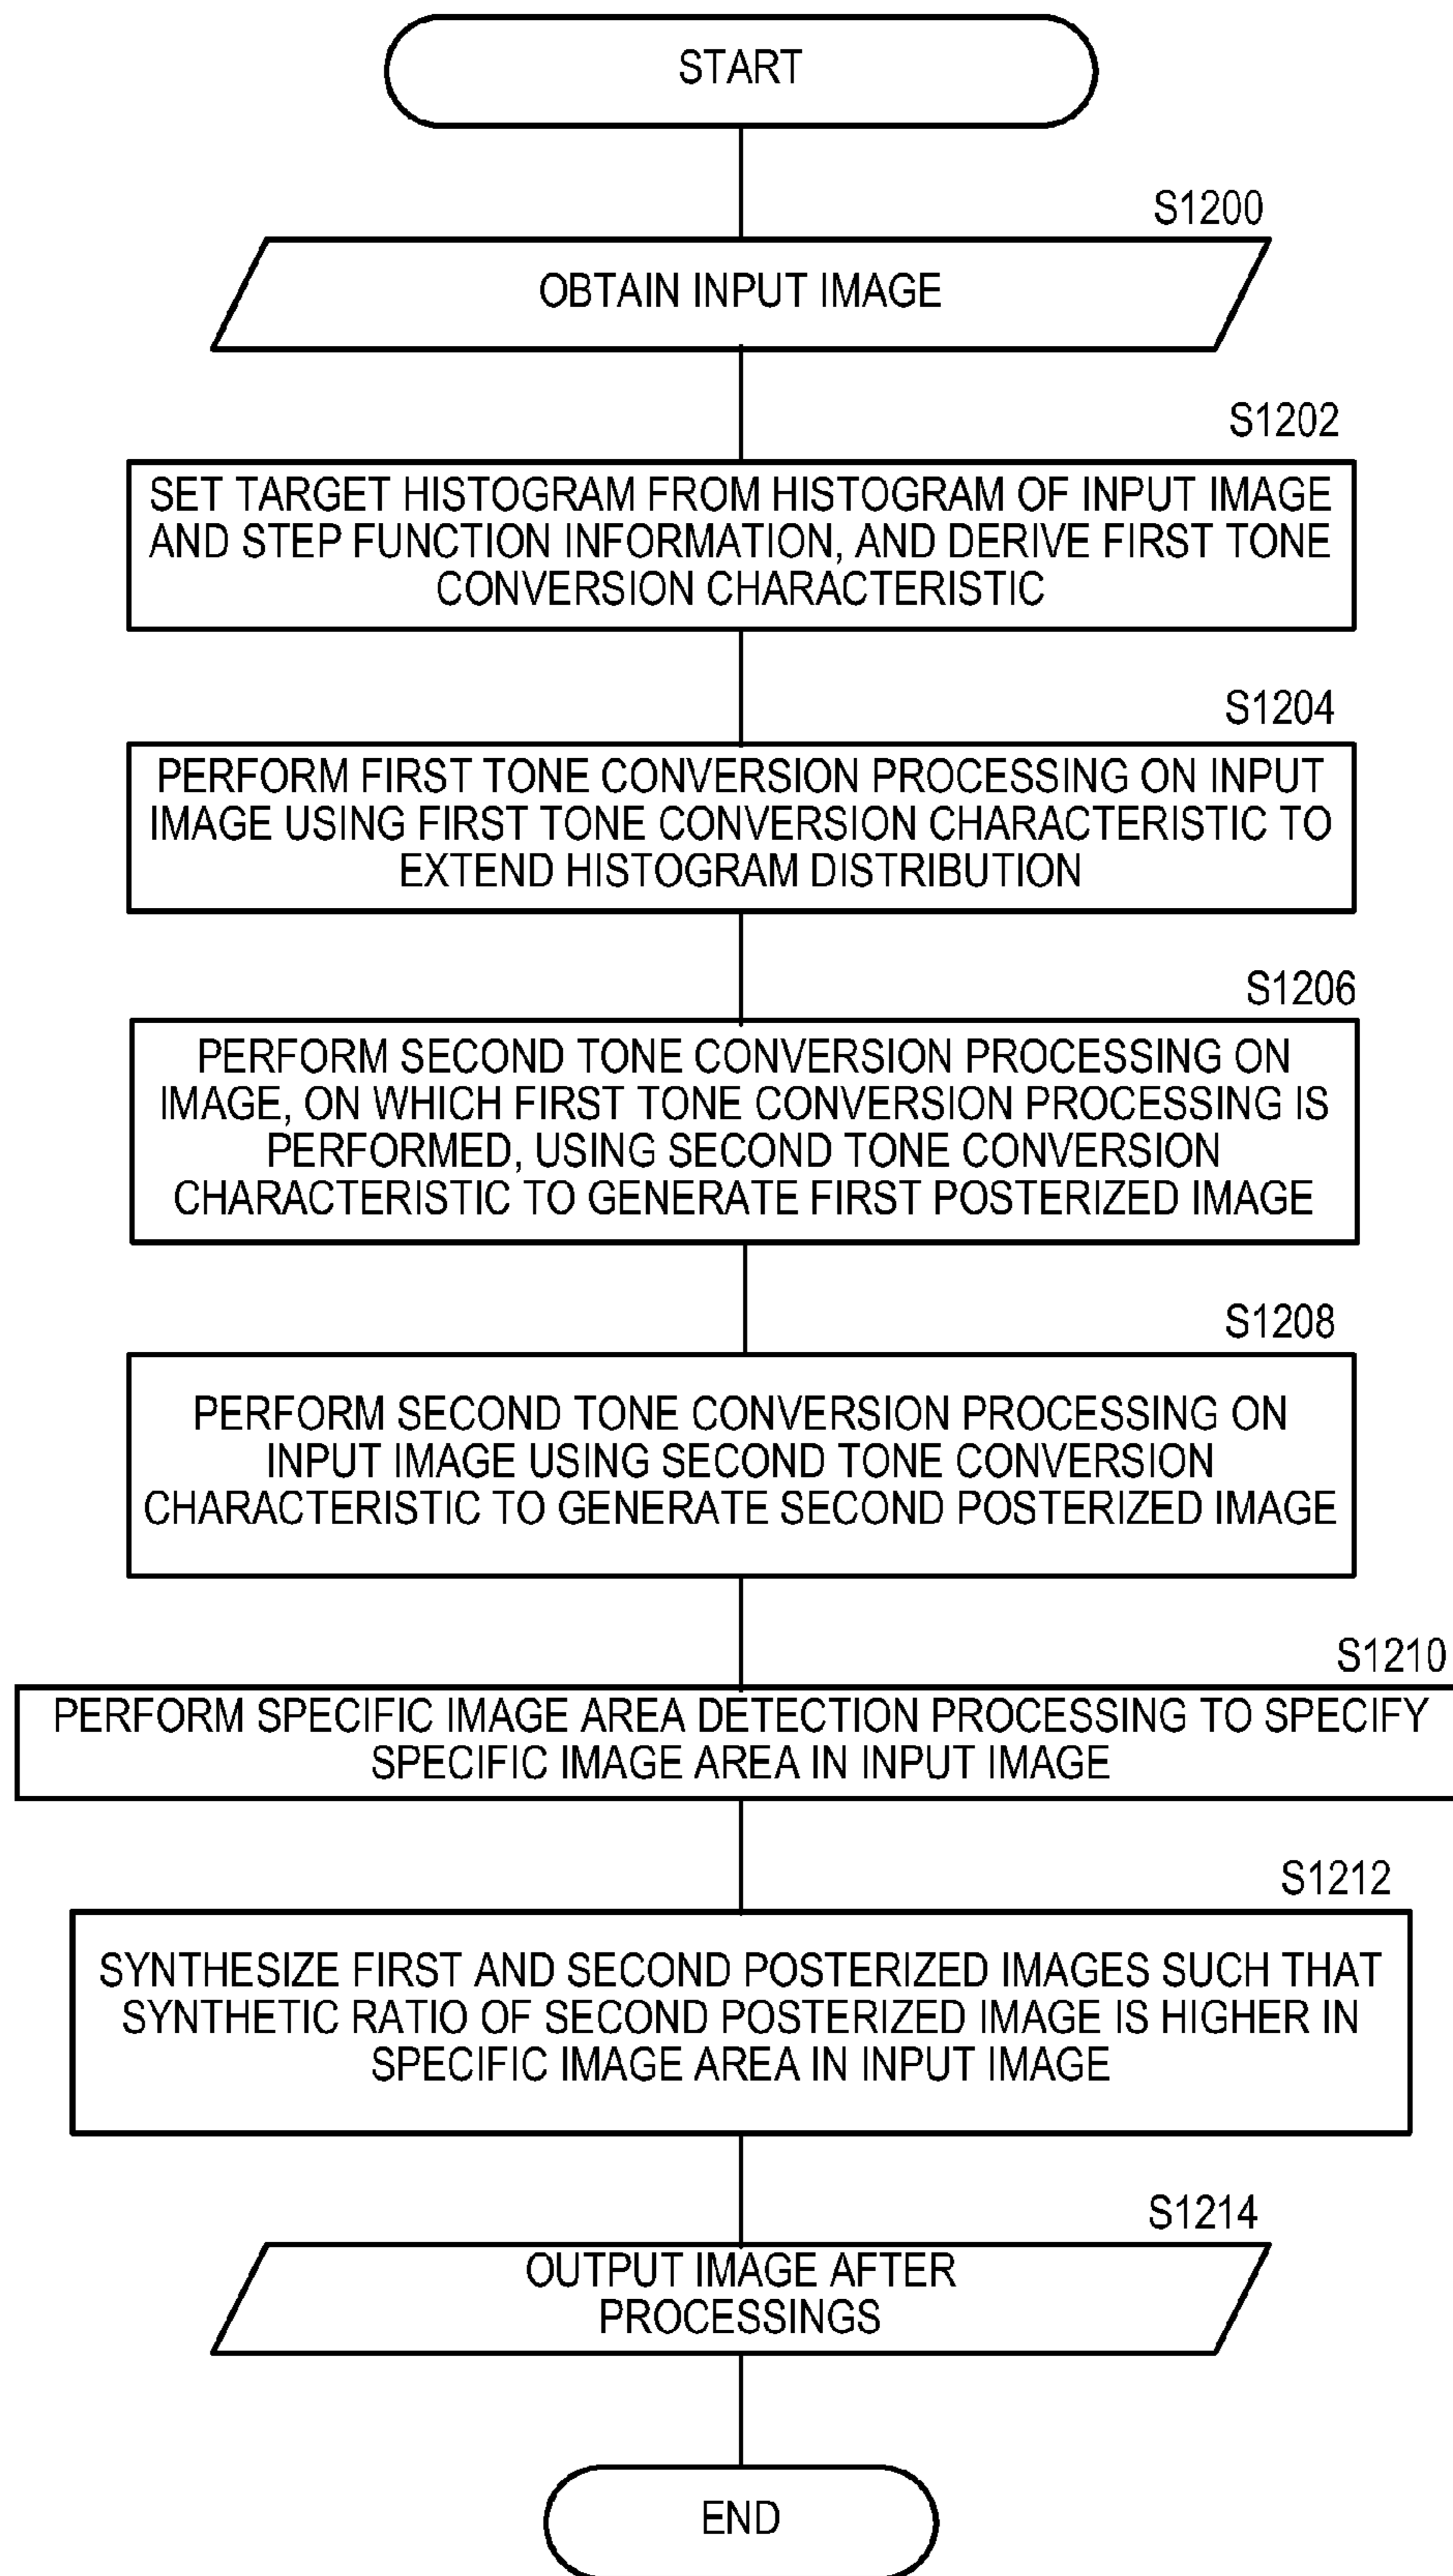 START
S1200
OBTAIN INPUT IMAGE
S1202
SET TARGET HISTOGRAM FROM HISTOGRAM OF INPUT IMAGE
AND STEP FUNCTION INFORMATION, AND DERIVE FIRST TONE
CONVERSION CHARACTERISTIC
S1204
PERFORM FIRST TONE CONVERSION PROCESSING ON INPUT
IMAGE USING FIRST TONE CONVERSION CHARACTERISTIC TO
EXTEND HISTOGRAM DISTRIBUTION
S1206
PERFORM SECOND TONE CONVERSION PROCESSING ON
IMAGE, ON WHICH FIRST TONE CONVERSION PROCESSING IS
PERFORMED, USING SECOND TONE CONVERSION
CHARACTERISTIC TO GENERATE FIRST POSTERIZED IMAGE
S1208
PERFORM SECOND TONE CONVERSION PROCESSING ON
INPUT IMAGE USING SECOND TONE CONVERSION
CHARACTERISTIC TO GENERATE SECOND POSTERIZED IMAGE
S1210
PERFORM SPECIFIC IMAGE AREA DETECTION PROCESSING TO SPECIFY
SPECIFIC IMAGE AREA IN INPUT IMAGE
S1212
SYNTHESIZE FIRST AND SECOND POSTERIZED IMAGES SUCH THAT
SYNTHETIC RATIO OF SECOND POSTERIZED IMAGE IS HIGHER IN
SPECIFIC IMAGE AREA IN INPUT IMAGE
S1214
OUTPUT IMAGE AFTER
PROCESSINGS
END